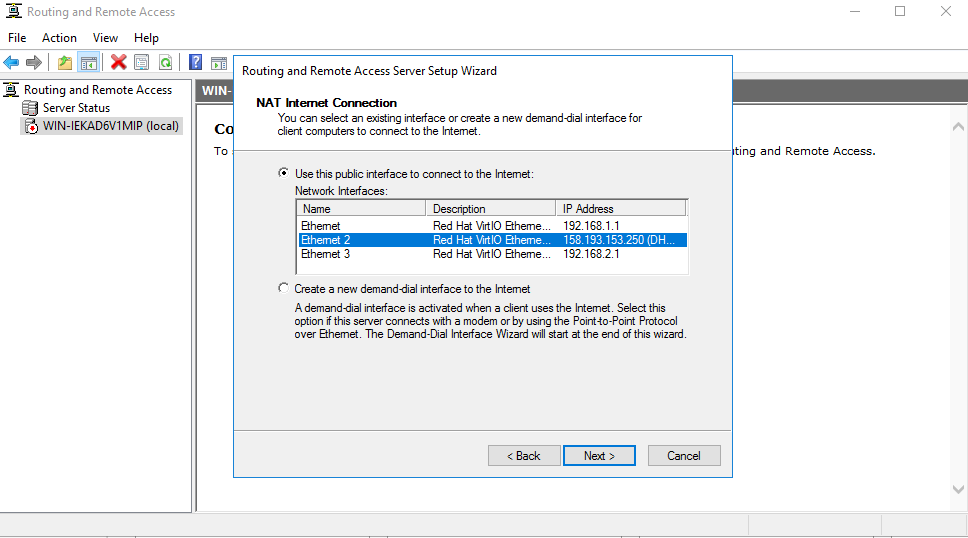 Routing and Remote Access
File Action View Help
Routing and Remote Access
Server Status
WIN-IEKAD6V1MIP (local)
WIN-
Co
To
ting and Remote Access.
Routing and Remote Access Server Setup Wizard
NAT Internet Connection
You can select an existing interface or create a new demand-dial interface for
client computers to connect to the Internet.
Use this public interface to connect to the Internet:
Network Interfaces:
Name Description IP Address
Ethernet Red Hat VirtIO Etherne... 192.168.1.1
Ethernet 2 Red Hat VirtIO Etherne... 158.193.153.250 (DH...
Ethernet 3 Red Hat VirtIO Etherne... 192.168.2.1
Create a new demand-dial interface to the Internet
A demand-dial interface is activated when a client uses the Internet. Select this
option if this server connects with a modem or by using the Point-to-Point Protocol
over Ethernet. The Demand-Dial Interface Wizard will start at the end of this wizard.
< Back Next > Cancel